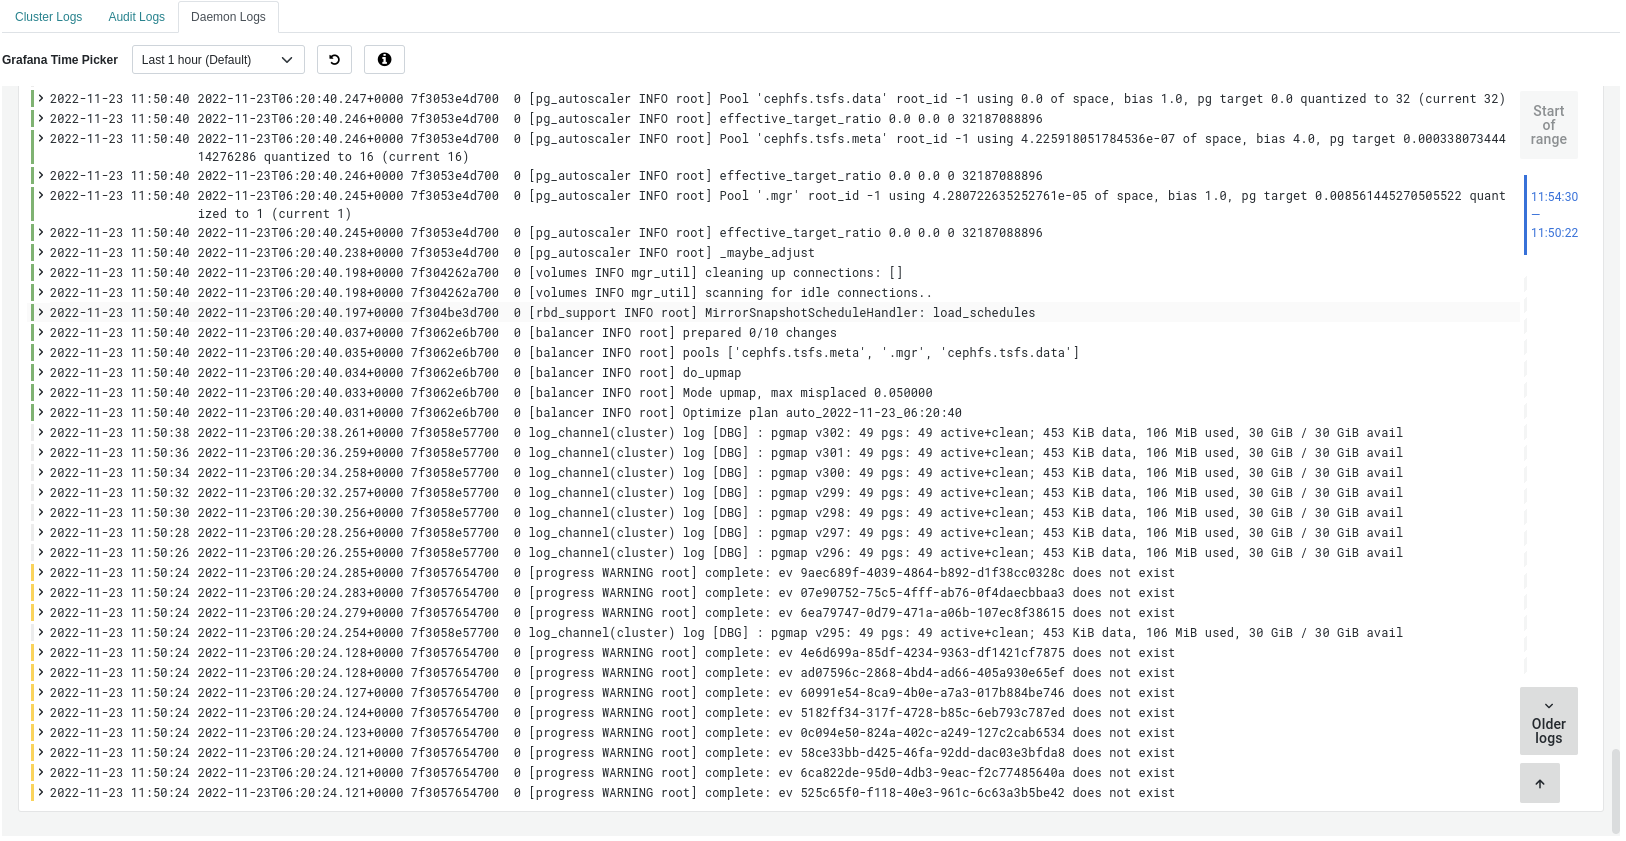 Cluster Logs Audit Logs Daemon Logs
Grafana Time Picker Last 1 hour (Default)
2022-11-23 11:50:40 2022-11-23T06:20:40.247+0000 7f3053e4d700 0 [pg_autoscaler INFO root] Pool 'cephfs.tsfs.data' root_id -1 using 0.0 of space, bias 1.0, pg target 0.0 quantized to 32 (current 32)
2022-11-23 11:50:40 2022-11-23T06:20:40.246+0000 7f3053e4d700 0 [pg_autoscaler INFO root] effective_target_ratio 0.0 0.0 0 32187088896
2022-11-23 11:50:40 2022-11-23T06:20:40.246+0000 7f3053e4d700 0 [pg_autoscaler INFO root] Pool 'cephfs.tsfs.meta' root_id -1 using 4.225918051784536e-07 of space, bias 4.0, pg target 0.000338073444
14276286 quantized to 16 (current 16)
2022-11-23 11:50:40 2022-11-23T06:20:40.246+0000 7f3053e4d700 0 [pg_autoscaler INFO root] effective_target_ratio 0.0 0.0 0 32187088896
2022-11-23 11:50:40 2022-11-23T06:20:40.245+0000 7f3053e4d700 0 [pg_autoscaler INFO root] Pool '.mgr' root_id -1 using 4.280722635252761e-05 of space, bias 1.0, pg target 0.008561445270505522 quant
ized to 1 (current 1)
2022-11-23 11:50:40 2022-11-23T06:20:40.245+0000 7f3053e4d700 0 [pg_autoscaler INFO root] effective_target_ratio 0.0 0.0 0 32187088896
2022-11-23 11:50:40 2022-11-23T06:20:40.238+0000 7f3053e4d700 0 [pg_autoscaler INFO root] _maybe_adjust
2022-11-23 11:50:40 2022-11-23T06:20:40.198+0000 7f304262a700 0 [volumes INFO mgr_util] cleaning up connections: []
2022-11-23 11:50:40 2022-11-23T06:20:40.198+0000 7f304262a700 0 [volumes INFO mgr_util] scanning for idle connections..
2022-11-23 11:50:40 2022-11-23T06:20:40.197+0000 7f304be3d700 0 [rbd_support INFO root] MirrorSnapshotScheduleHandler: load_schedules
2022-11-23 11:50:40 2022-11-23T06:20:40.037+0000 7f3062e6b700 0 [balancer INFO root] prepared 0/10 changes
2022-11-23 11:50:40 2022-11-23T06:20:40.035+0000 7f3062e6b700 0 [balancer INFO root] pools ['cephfs.tsfs.meta', '.mgr', 'cephfs.tsfs.data']
2022-11-23 11:50:40 2022-11-23T06:20:40.034+0000 7f3062e6b700 0 [balancer INFO root] do_upmap
2022-11-23 11:50:40 2022-11-23T06:20:40.033+0000 7f3062e6b700 0 [balancer INFO root] Mode upmap, max misplaced 0.050000
2022-11-23 11:50:40 2022-11-23T06:20:40.031+0000 7f3062e6b700 0 [balancer INFO root] Optimize plan auto_2022-11-23_06:20:40
2022-11-23 11:50:38 2022-11-23T06:20:38.261+0000 7f3058e57700 0 log_channel(cluster) log [DBG] : pgmap v302: 49 pgs: 49 active+clean; 453 KiB data, 106 MiB used, 30 GiB / 30 GiB avail
2022-11-23 11:50:36 2022-11-23T06:20:36.259+0000 7f3058e57700 0 log_channel(cluster) log [DBG] : pgmap v301: 49 pgs: 49 active+clean; 453 KiB data, 106 MiB used, 30 GiB / 30 GiB avail
2022-11-23 11:50:34 2022-11-23T06:20:34.258+0000 7f3058e57700 0 log_channel(cluster) log [DBG] : pgmap v300: 49 pgs: 49 active+clean; 453 KiB data, 106 MiB used, 30 GiB / 30 GiB avail
2022-11-23 11:50:32 2022-11-23T06:20:32.257+0000 7f3058e57700 0 log_channel(cluster) log [DBG] : pgmap v299: 49 pgs: 49 active+clean; 453 KiB data, 106 MiB used, 30 GiB / 30 GiB avail
2022-11-23 11:50:30 2022-11-23T06:20:30.256+0000 7f3058e57700 0 log_channel(cluster) log [DBG] : pgmap v298: 49 pgs: 49 active+clean; 453 KiB data, 106 MiB used, 30 GiB / 30 GiB avail
2022-11-23 11:50:28 2022-11-23T06:20:28.256+0000 7f3058e57700 0 log_channel(cluster) log [DBG] : pgmap v297: 49 pgs: 49 active+clean; 453 KiB data, 106 MiB used, 30 GiB / 30 GiB avail
2022-11-23 11:50:26 2022-11-23T06:20:26.255+0000 7f3058e57700 0 log_channel(cluster) log [DBG] : pgmap v296: 49 pgs: 49 active+clean; 453 KiB data, 106 MiB used, 30 GiB / 30 GiB avail
2022-11-23 11:50:24 2022-11-23T06:20:24.285+0000 7f3057654700 0 [progress WARNING root] complete: ev 9aec689f-4039-4864-b892-d1f38cc0328c does not exist
2022-11-23 11:50:24 2022-11-23T06:20:24.283+0000 7f3057654700 0 [progress WARNING root] complete: ev 07e90752-75c5-4fff-ab76-0f4daecbbaa3 does not exist
2022-11-23 11:50:24 2022-11-23T06:20:24.279+0000 7f3057654700 0 [progress WARNING root] complete: ev 6ea79747-0d79-471a-a06b-107ec8f38615 does not exist
2022-11-23 11:50:24 2022-11-23T06:20:24.254+0000 7f3058e57700 0 log_channel(cluster) log [DBG] : pgmap v295: 49 pgs: 49 active+clean; 453 KiB data, 106 MiB used, 30 GiB / 30 GiB avail
2022-11-23 11:50:24 2022-11-23T06:20:24.128+0000 7f3057654700 0 [progress WARNING root] complete: ev 4e6d699a-85df-4234-9363-df1421cf7875 does not exist
2022-11-23 11:50:24 2022-11-23T06:20:24.128+0000 7f3057654700 0 [progress WARNING root] complete: ev ad07596c-2868-4bd4-ad66-405a930e65ef does not exist
2022-11-23 11:50:24 2022-11-23T06:20:24.127+0000 7f3057654700 0 [progress WARNING root] complete: ev 60991e54-8ca9-4b0e-a7a3-017b884be746 does not exist
2022-11-23 11:50:24 2022-11-23T06:20:24.124+0000 7f3057654700 0 [progress WARNING root] complete: ev 5182ff34-317f-4728-b85c-6eb793c787ed does not exist
2022-11-23 11:50:24 2022-11-23T06:20:24.123+0000 7f3057654700 0 [progress WARNING root] complete: ev 0c094e50-824a-402c-a249-127c2cab6534 does not exist
2022-11-23 11:50:24 2022-11-23T06:20:24.121+0000 7f3057654700 0 [progress WARNING root] complete: ev 58ce33bb-d425-46fa-92dd-dac03e3bfda8 does not exist
2022-11-23 11:50:24 2022-11-23T06:20:24.121+0000 7f3057654700 0 [progress WARNING root] complete: ev 6ca822de-95d0-4db3-9eac-f2c77485640a does not exist
2022-11-23 11:50:24 2022-11-23T06:20:24.121+0000 7f3057654700 0 [progress WARNING root] complete: ev 525c65f0-f118-40e3-961c-6c63a3b5be42 does not exist
Start
of
range
11:54:30
—
11:50:22
Older
logs